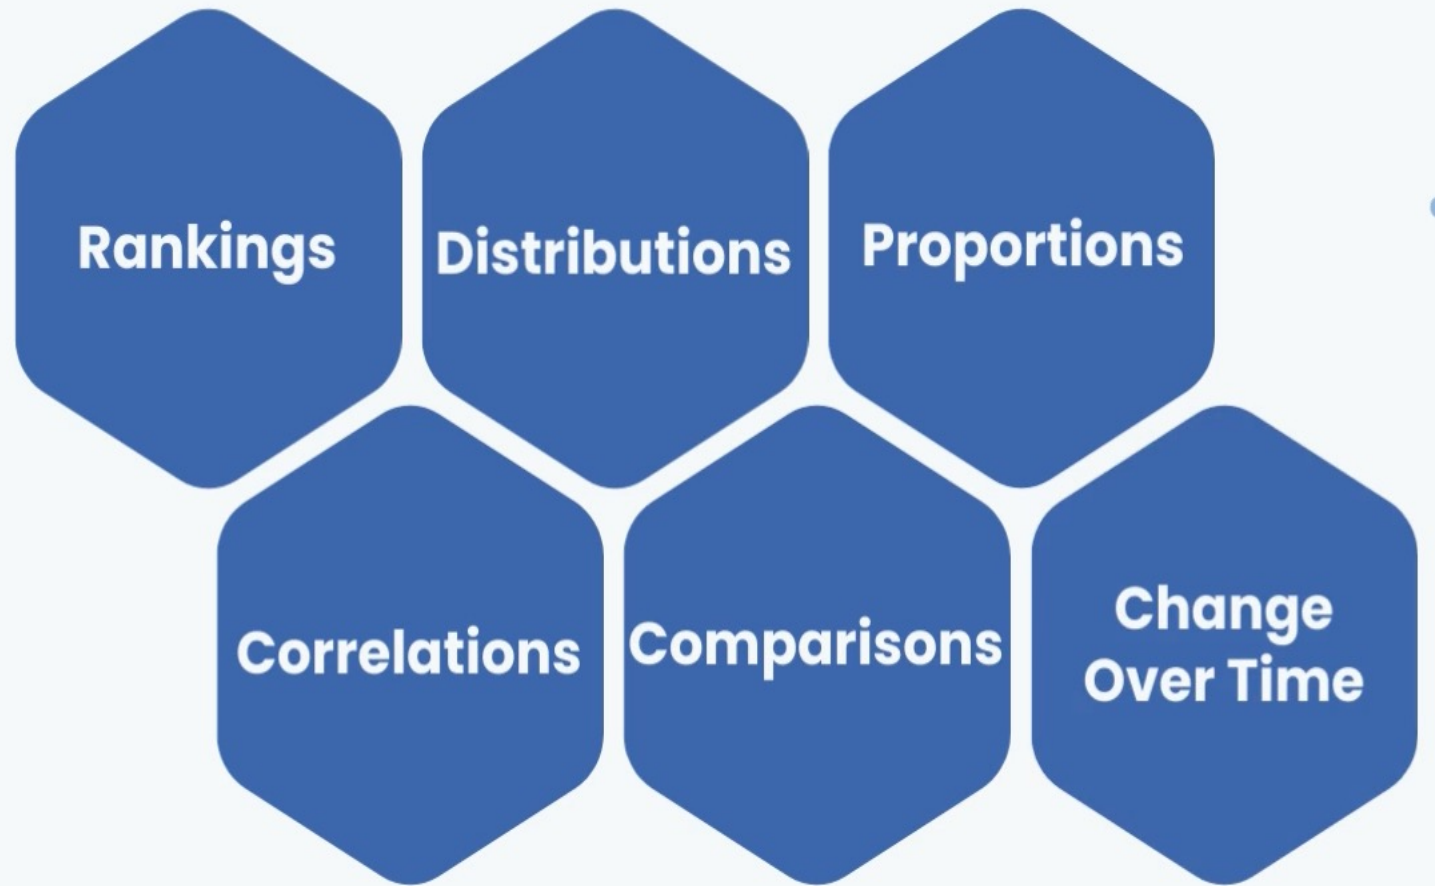 Rankings
Distributions
Proportions
Correlations
Comparisons
Change
Over Time